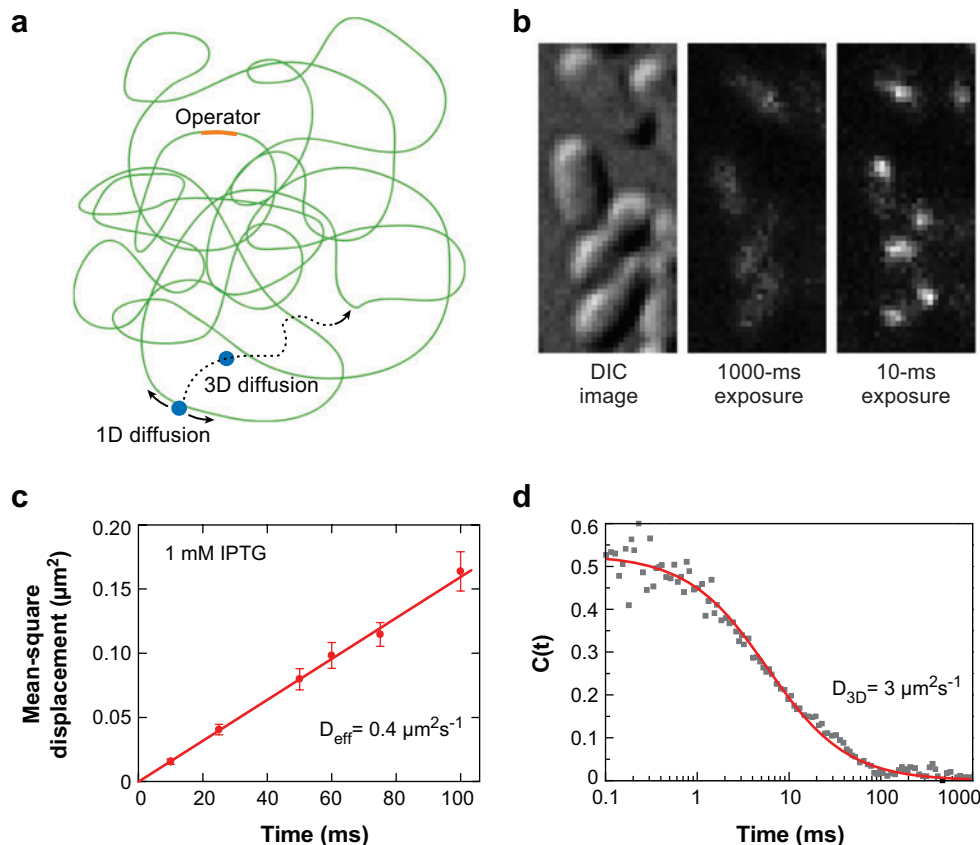 a
Operator
3D diffusion
1D diffusion
b
DIC
image
1000-ms
exposure
10-ms
exposure
c
Mean-square
displacement (μm²)
0.20
0.15
0.10
0.05
0
1 mM IPTG
D_eff= 0.4 μm²s⁻¹
0 20 40 60 80 100
Time (ms)
d
C(t)
0.6
0.5
0.4
0.3
0.2
0.1
0
D_3D= 3 μm²s⁻¹
0.1 1 10 100 1000
Time (ms)